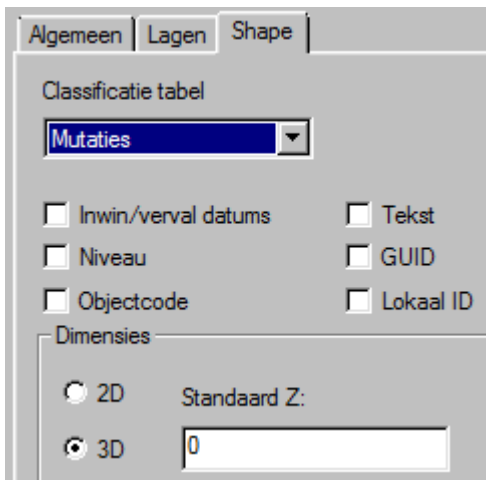 Algemeen Lagen Shape
Classificatie tabel
Mutaties
Inwin/verval datums Tekst
Niveau GUID
Objectcode Lokaal ID
Dimensies
2D Standaard Z:
3D 0